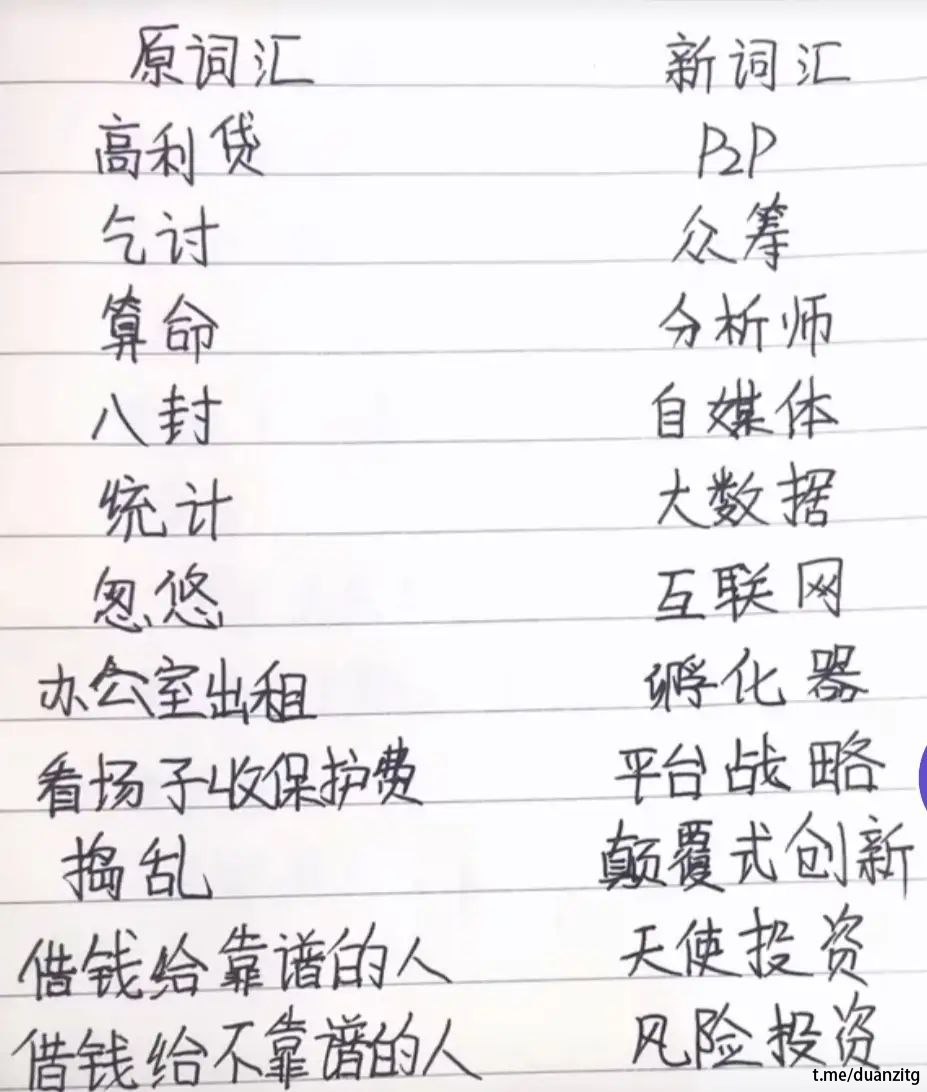 原词汇 新词汇
高利贷 P2P
乞讨 众筹
算命 分析师
八封 自媒体
统计 大数据
忽悠 互联网
办公室出租 孵化器
看场子收保护费 平台战略
捣乱 颠覆式创新
借钱给靠谱的人 天使投资
借钱给不靠谱的人 风险投资
t.me/duanzitg